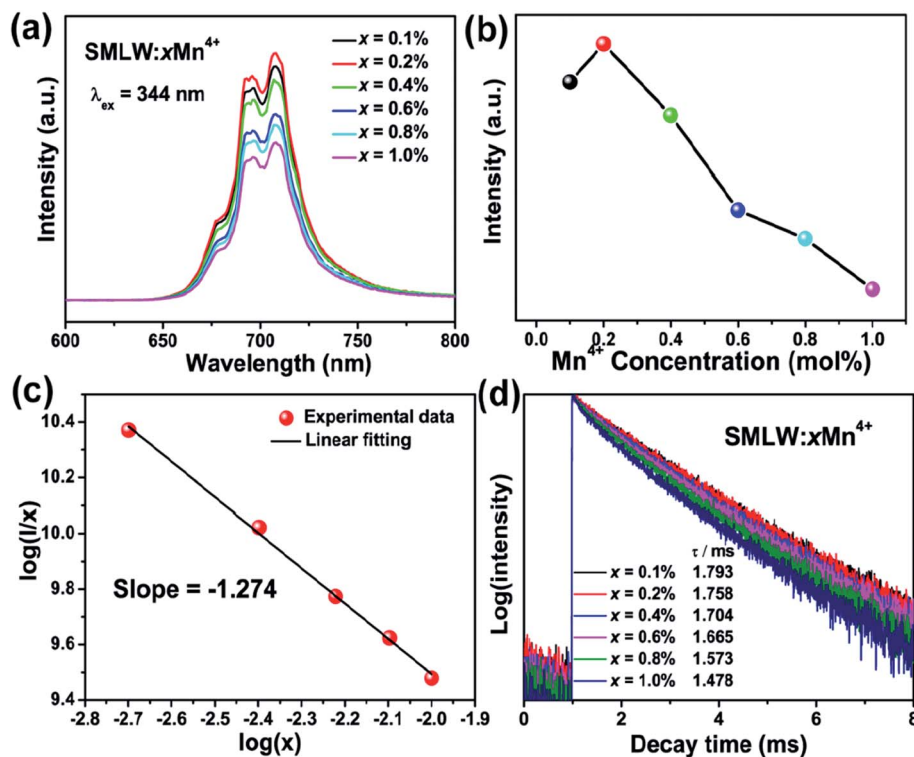 (a)
SMLW:xMn⁴⁺
λex = 344 nm
x = 0.1%
x = 0.2%
x = 0.4%
x = 0.6%
x = 0.8%
x = 1.0%
Intensity (a.u.)
600 650 700 750 800
Wavelength (nm)
(b)
Intensity (a.u.)
0.0 0.2 0.4 0.6 0.8 1.0
Mn⁴⁺ Concentration (mol%)
(c)
Experimental data
Linear fitting
Slope = -1.274
log(I/x)
10.4
10.2
10.0
9.8
9.6
9.4
-2.8 -2.7 -2.6 -2.5 -2.4 -2.3 -2.2 -2.1 -2.0 -1.9
log(x)
(d)
SMLW:xMn⁴⁺
Log(intensity)
τ / ms
x = 0.1% 1.793
x = 0.2% 1.758
x = 0.4% 1.704
x = 0.6% 1.665
x = 0.8% 1.573
x = 1.0% 1.478
0 2 4 6 8
Decay time (ms)